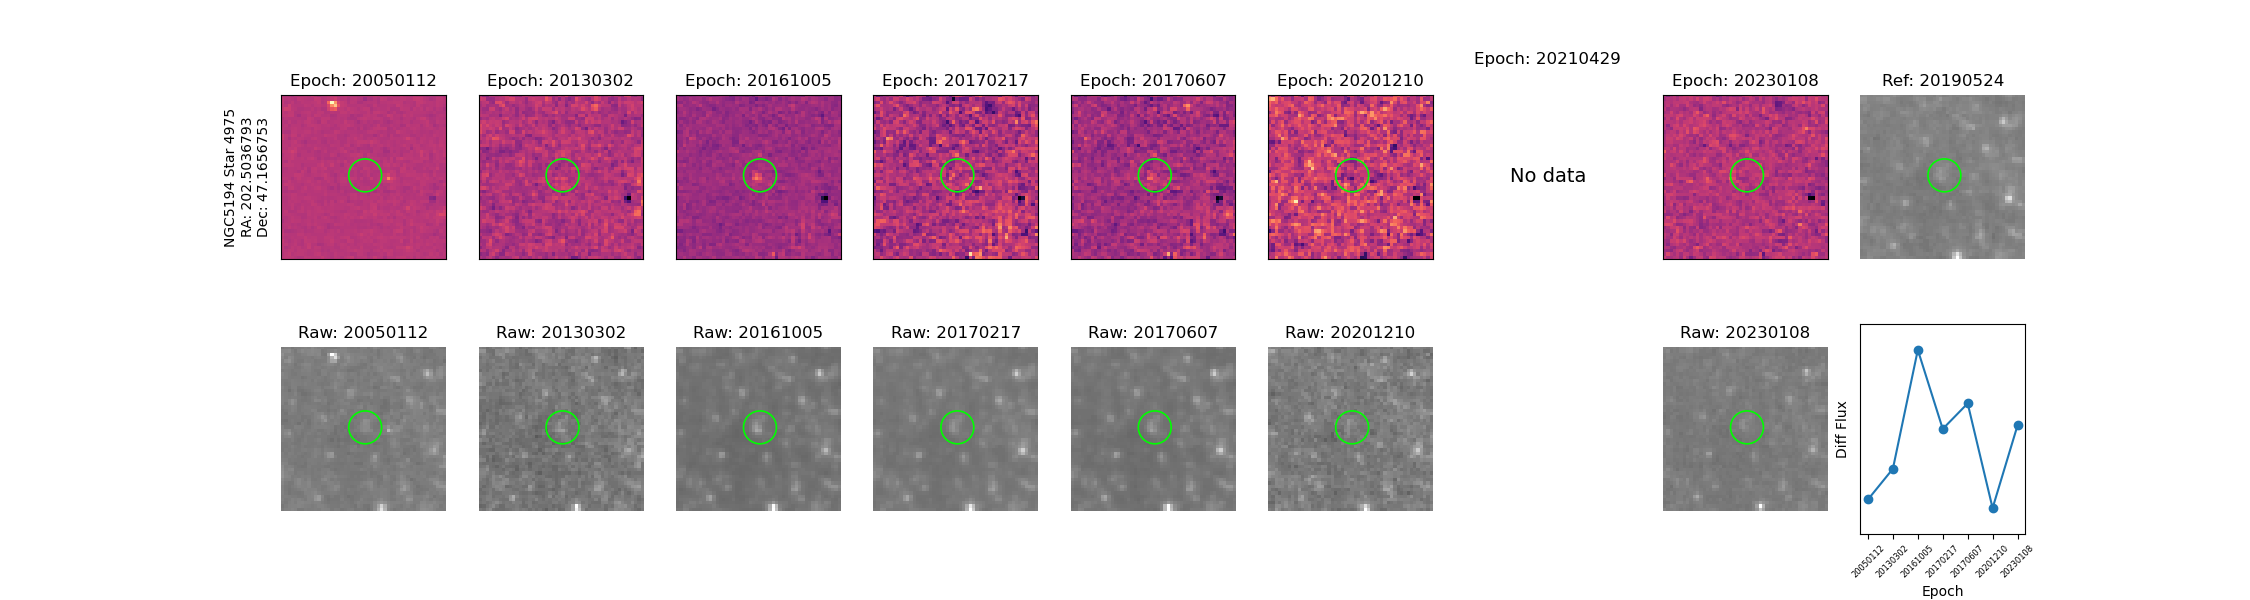 Epoch: 20210429
Epoch: 20050112
Epoch: 20130302
Epoch: 20161005
Epoch: 20170217
Epoch: 20170607
Epoch: 20201210
Epoch: 20230108
Ref: 20190524
NGC5194 Star 4975
RA: 202.5036793
Dec: 47.1656753
No data
Raw: 20050112
Raw: 20130302
Raw: 20161005
Raw: 20170217
Raw: 20170607
Raw: 20201210
Raw: 20230108
Diff Flux
20050112
20130302
20161005
20170217
20170607
20201210
20230108
Epoch